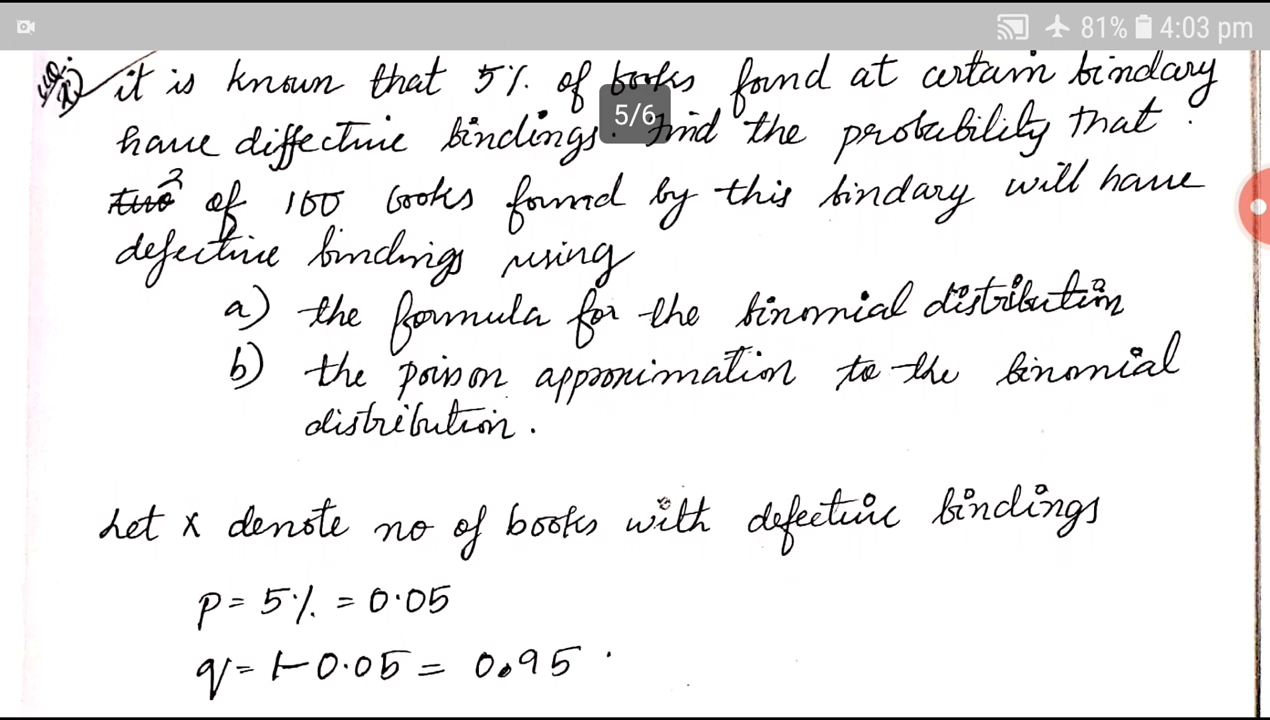 81% 4:03 pm
it is known that 5%. of books found at certain bindary
5/6
have diffective bindings. Find the probability that
2
two of 100 books formed by this bindary will have
defective bindings using
a) the formula for the binomial distribution
b) the poison approximation to the binomial
distribution.
Let x denote no of books with defective bindings
p = 5%. = 0.05
q = 1-0.05 = 0.95